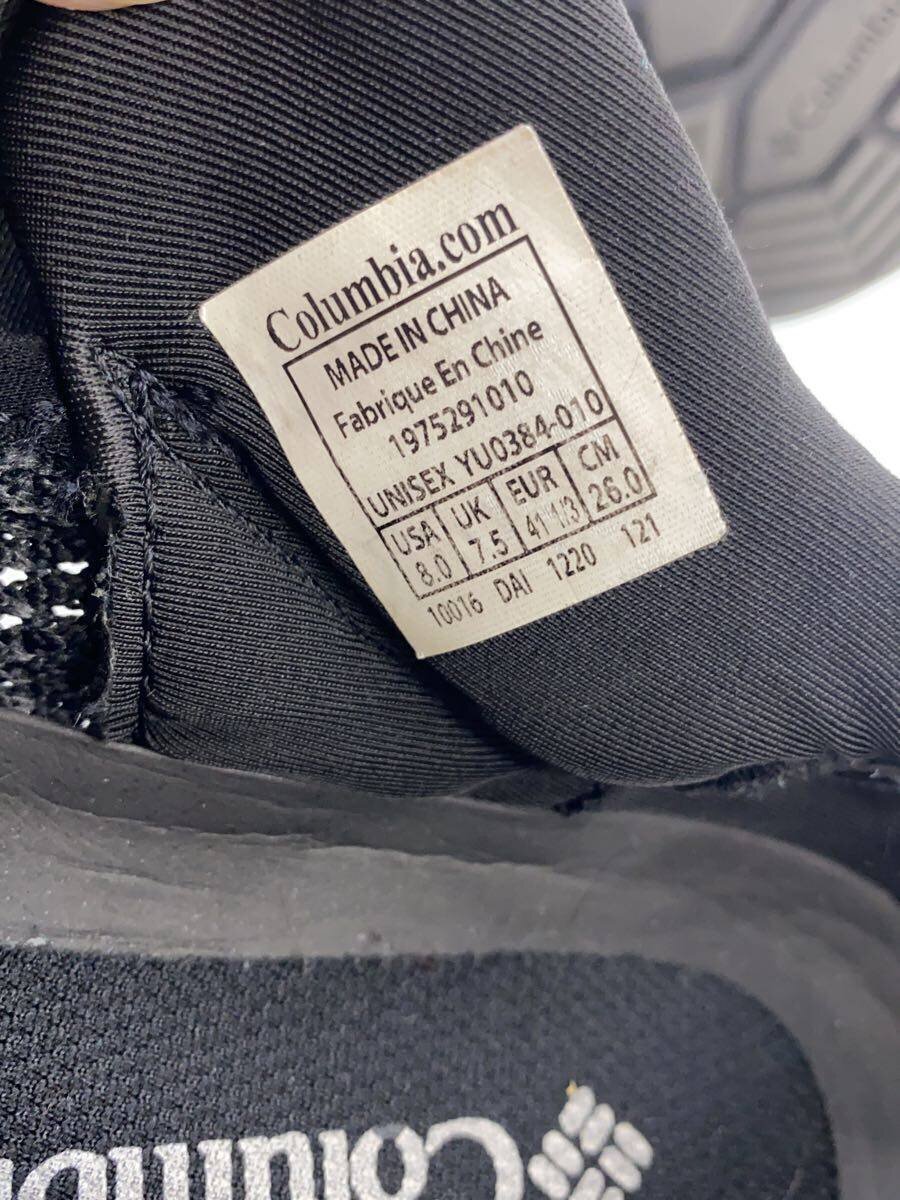 Columbia
Columbia.com
MADE IN CHINA
Fabrique En Chine
1975291010
UNISEX YU0384-010
USA UK EUR CM
8.0 7.5 41 1/3 26.0
10016 DAI 1220 121
Columbia